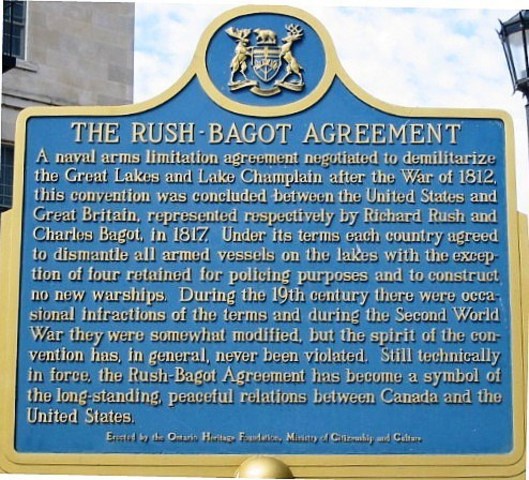 THE RUSH-BAGOT AGREEMENT
A naval arms limitation agreement negotiated to demilitarize
the Great Lakes and Lake Champlain after the War of 1812,
this convention was concluded between the United States and
Great Britain, represented respectively by Richard Rush and
Charles Bagot, in 1817. Under its terms each country agreed
to dismantle all armed vessels on the lakes with the excep-
tion of four retained for policing purposes and to construct
no new warships. During the 19th century there were occa-
sional infractions of the terms and during the Second World
War they were somewhat modified, but the spirit of the con-
vention has, in general, never been violated. Still technically
in force, the Rush-Bagot Agreement has become a symbol of
the long-standing, peaceful relations between Canada and the
United States.
Erected by the Ontario Heritage Foundation, Ministry of Citizenship and Culture